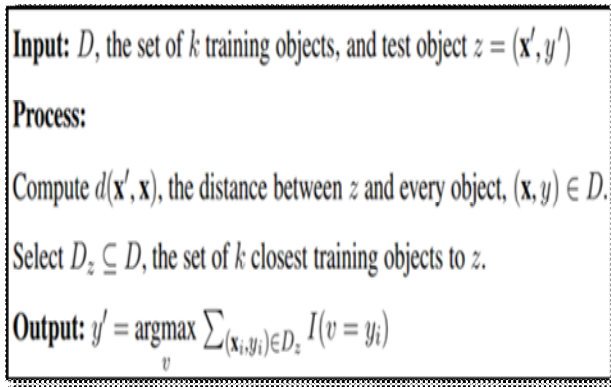 Input: D, the set of k training objects, and test object z = (x′, y′)
Process:
Compute d(x′, x), the distance between z and every object, (x, y) ∈ D.
Select D_z ⊆ D, the set of k closest training objects to z.
Output: y′ = argmax_v ∑_{(x_i,y_i)∈D_z} I(v = y_i)